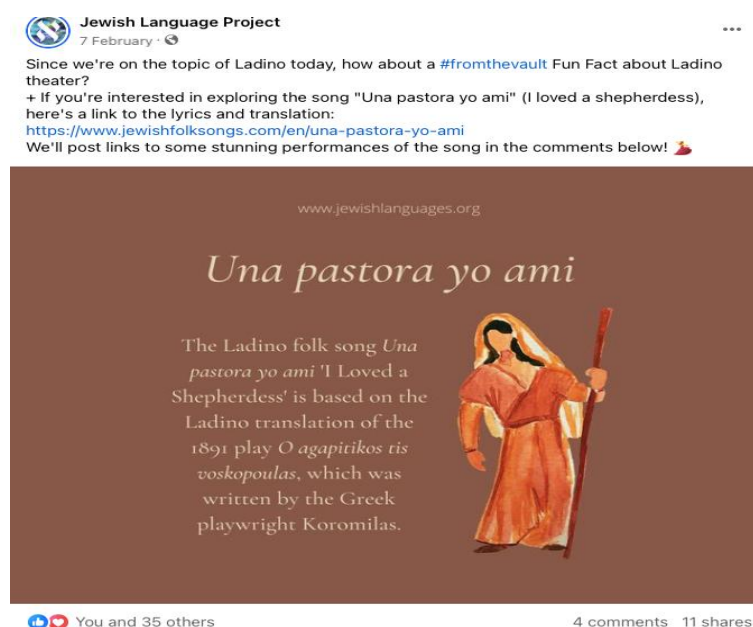 Jewish Language Project
7 February ·
Since we're on the topic of Ladino today, how about a #fromthevault Fun Fact about Ladino
theater?
+ If you're interested in exploring the song "Una pastora yo ami" (I loved a shepherdess),
here's a link to the lyrics and translation:
https://www.jewishfolksongs.com/en/una-pastora-yo-ami
We'll post links to some stunning performances of the song in the comments below! 💃
www.jewishlanguages.org
Una pastora yo ami
The Ladino folk song Una
pastora yo ami 'I Loved a
Shepherdess' is based on the
Ladino translation of the
1891 play O agapitikos tis
voskopoulas, which was
written by the Greek
playwright Koromilas.
You and 35 others
4 comments 11 shares